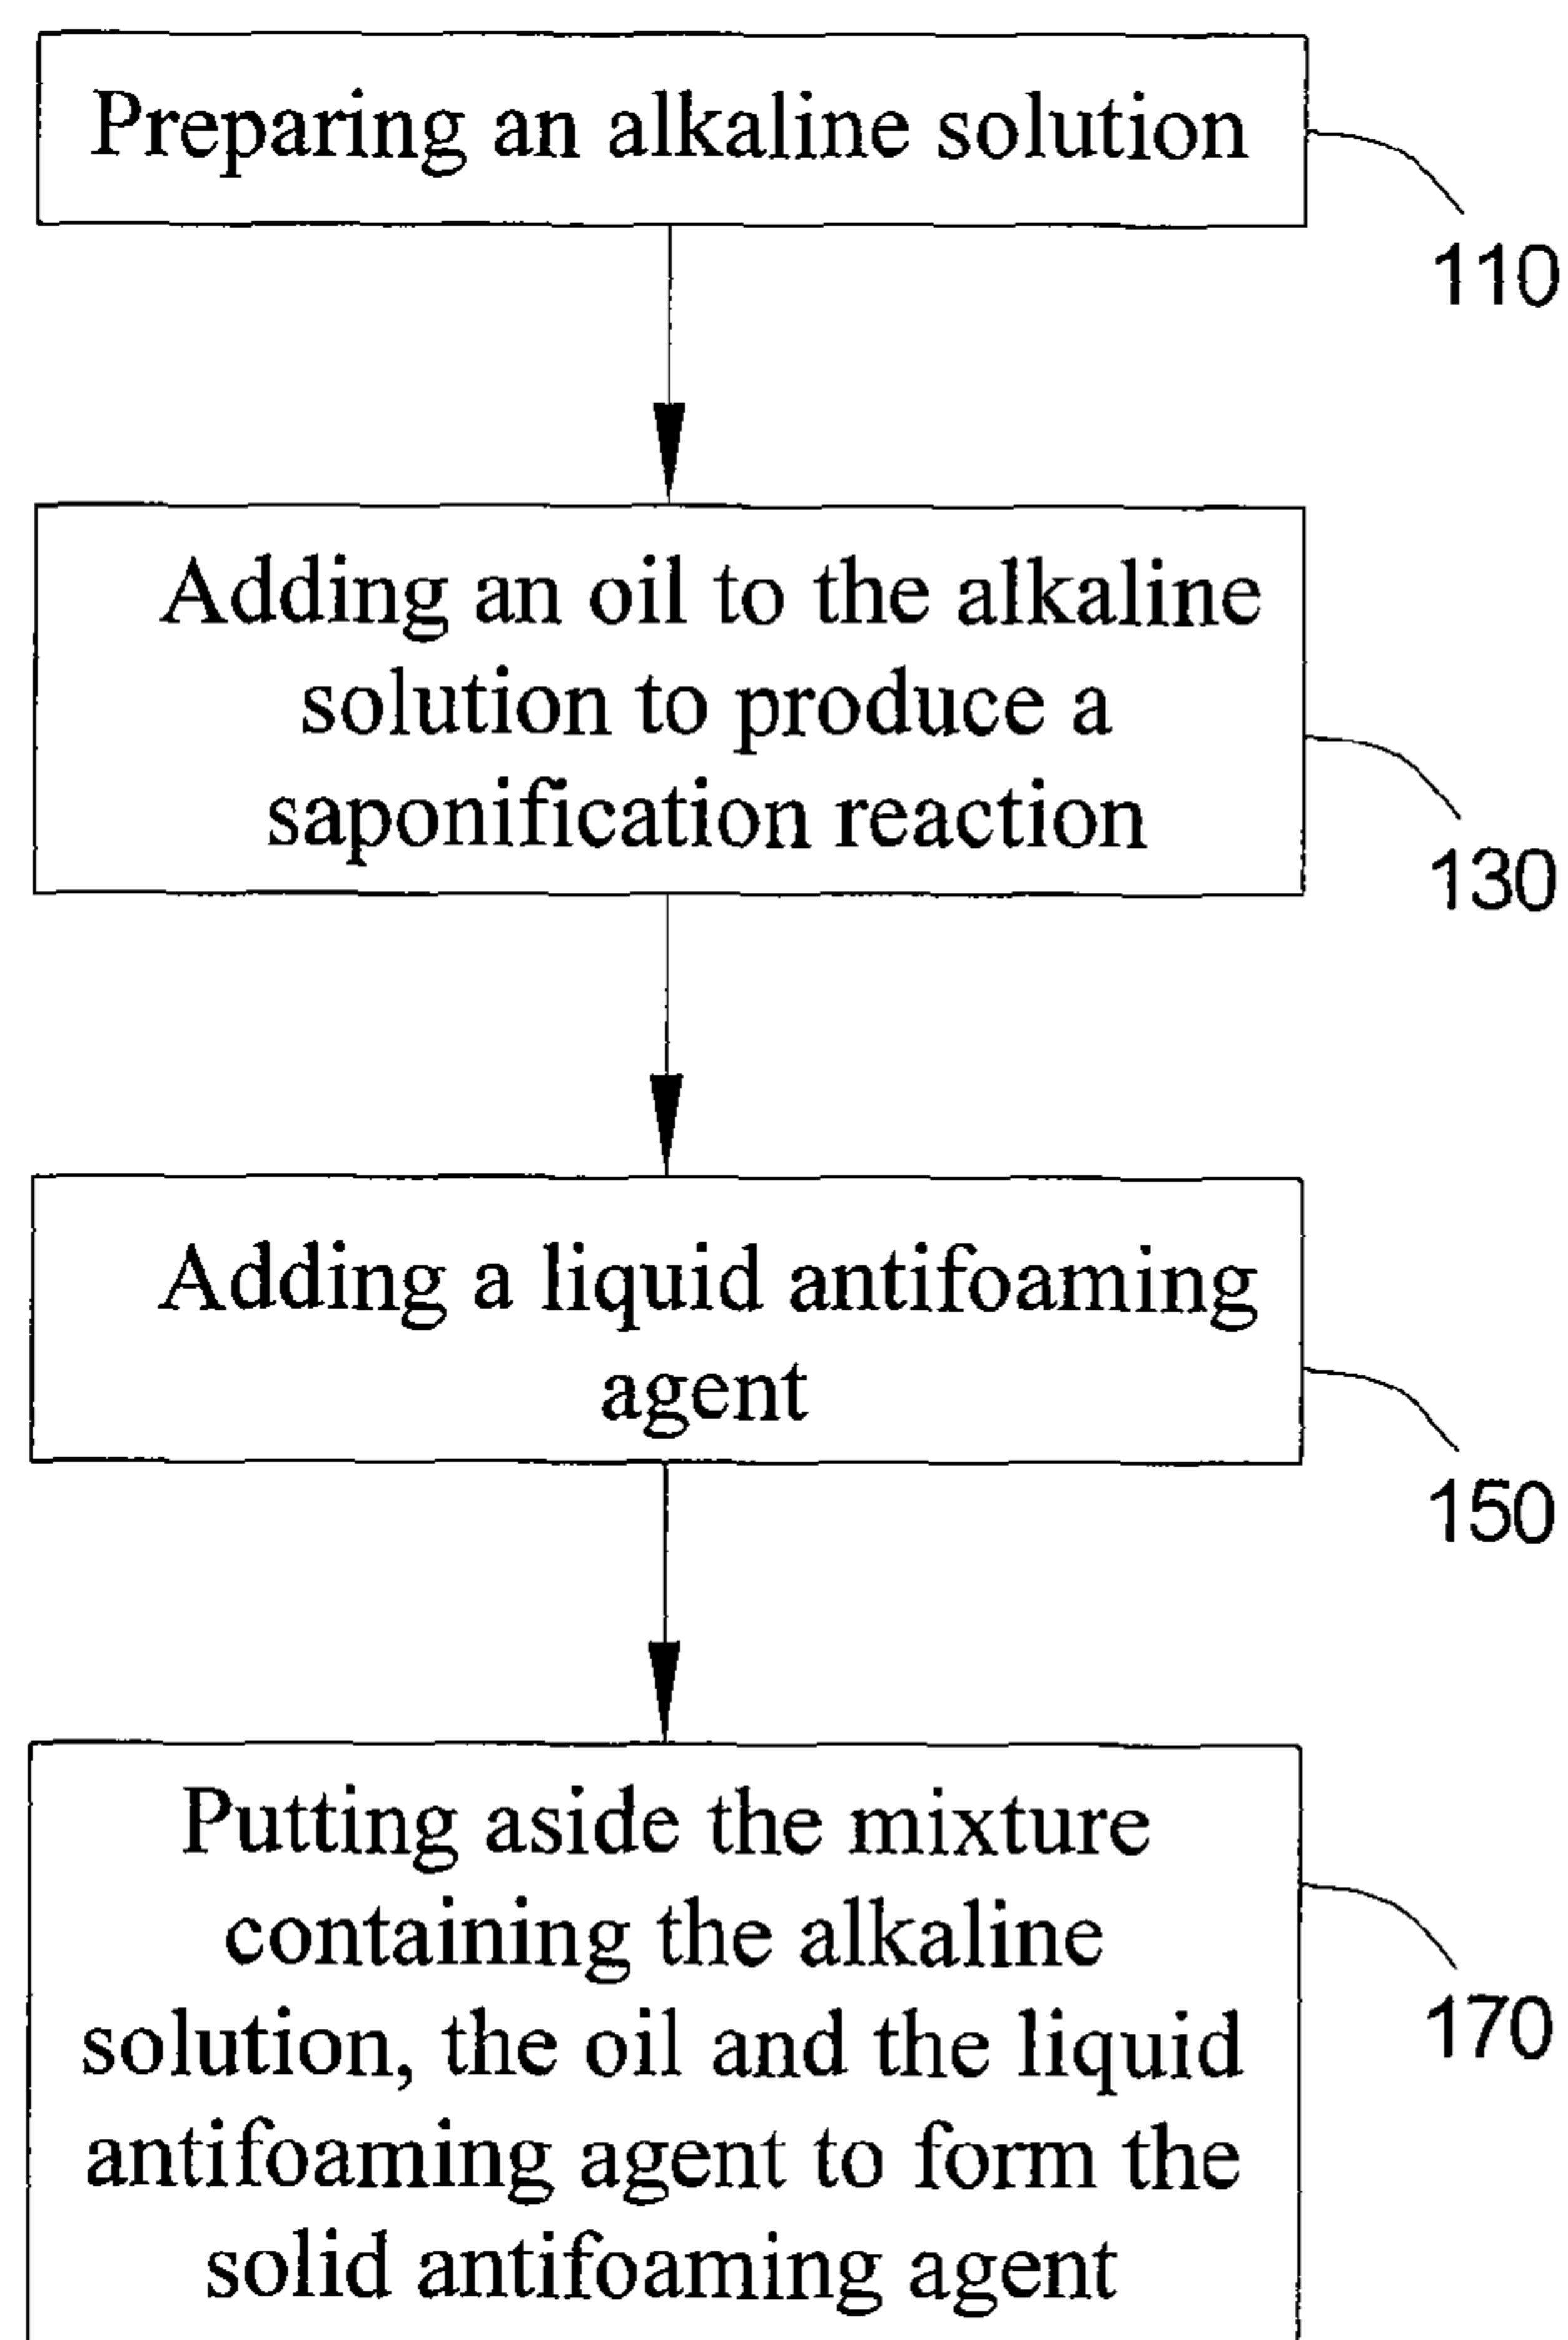 Preparing an alkaline solution
110
Adding an oil to the alkaline
solution to produce a
saponification reaction
130
Adding a liquid antifoaming
agent
150
Putting aside the mixture
containing the alkaline
solution, the oil and the liquid
antifoaming agent to form the
solid antifoaming agent
170